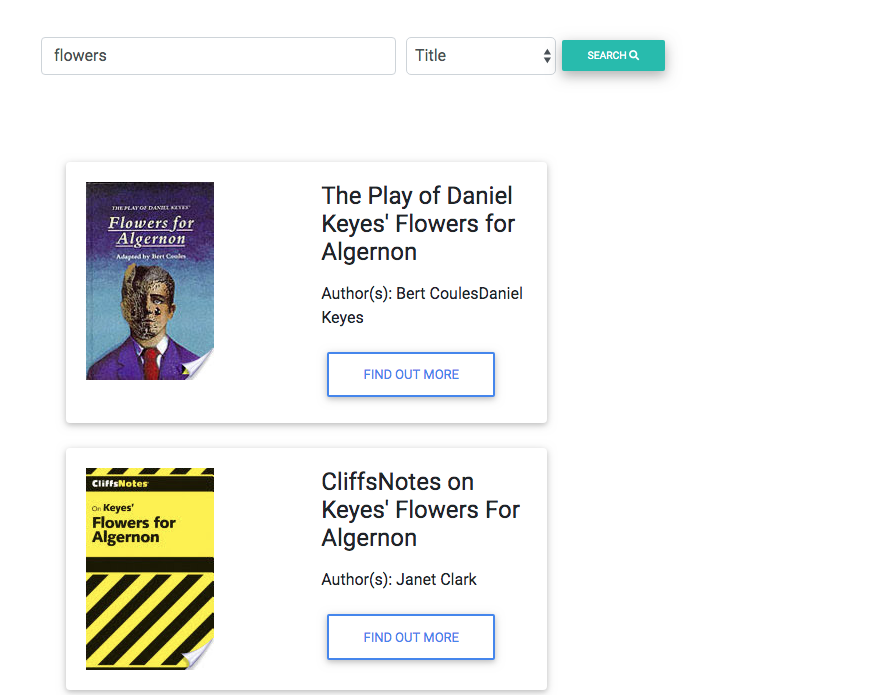 flowers
Title
SEARCH
THE PLAY OF DANIEL KEYES'
Flowers for
Algernon
Adapted by Bert Coules
The Play of Daniel
Keyes' Flowers for
Algernon
Author(s): Bert CoulesDaniel
Keyes
FIND OUT MORE
CliffsNotes
On Keyes'
Flowers for
Algernon
CliffsNotes on
Keyes' Flowers For
Algernon
Author(s): Janet Clark
FIND OUT MORE